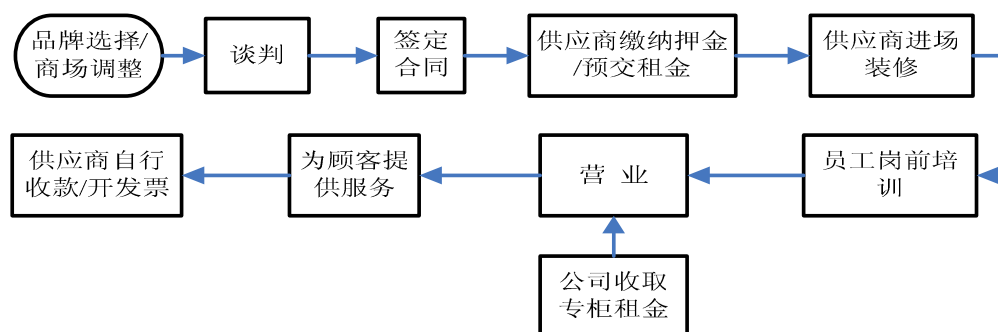 品牌选择/
商场调整
谈判
签定
合同
供应商缴纳押金
/预交租金
供应商进场
装修
供应商自行
收款/开发票
为顾客提
供服务
营 业
员工岗前培
训
公司收取
专柜租金